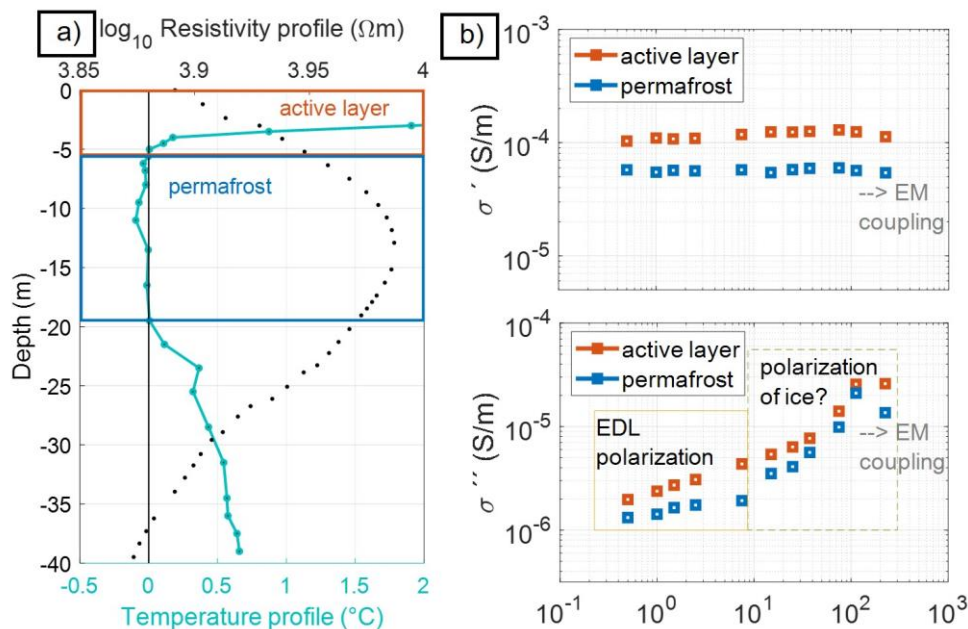 a)
log10 Resistivity profile (Ωm)
3.85 3.9 3.95 4
0
-5
-10
-15
-20
-25
-30
-35
-40
Depth (m)
active layer
permafrost
-0.5 0 0.5 1 1.5 2
Temperature profile (°C)
b)
10-3
10-4
10-5
σ ′ (S/m)
active layer
permafrost
--> EM
coupling
10-4
10-5
10-6
σ ′′ (S/m)
active layer
permafrost
EDL
polarization
polarization
of ice?
--> EM
coupling
10-1 100 101 102 103